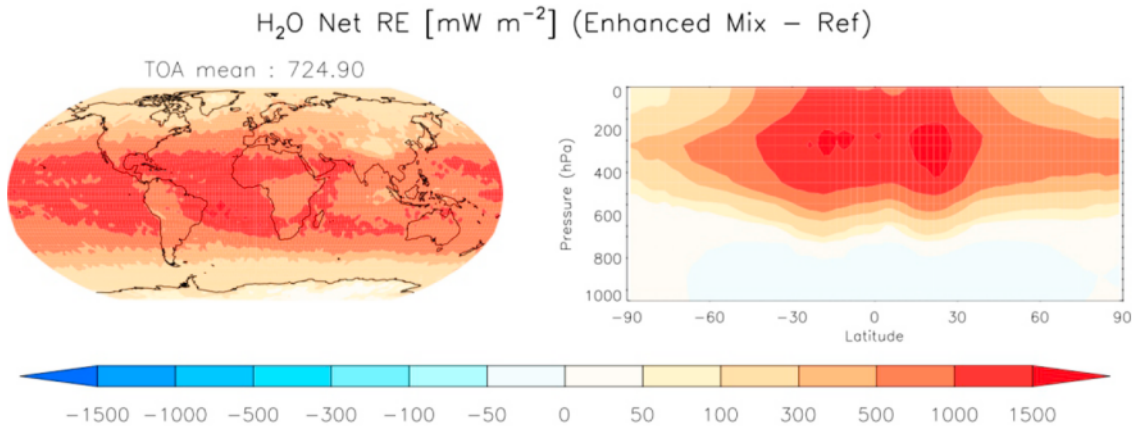 H₂O Net RE [mW m⁻²] (Enhanced Mix − Ref)
TOA mean : 724.90
0
200
400
600
800
1000
Pressure (hPa)
−90 −60 −30 0 30 60 90
Latitude
−1500 −1000 −500 −300 −100 −50 0 50 100 300 500 1000 1500